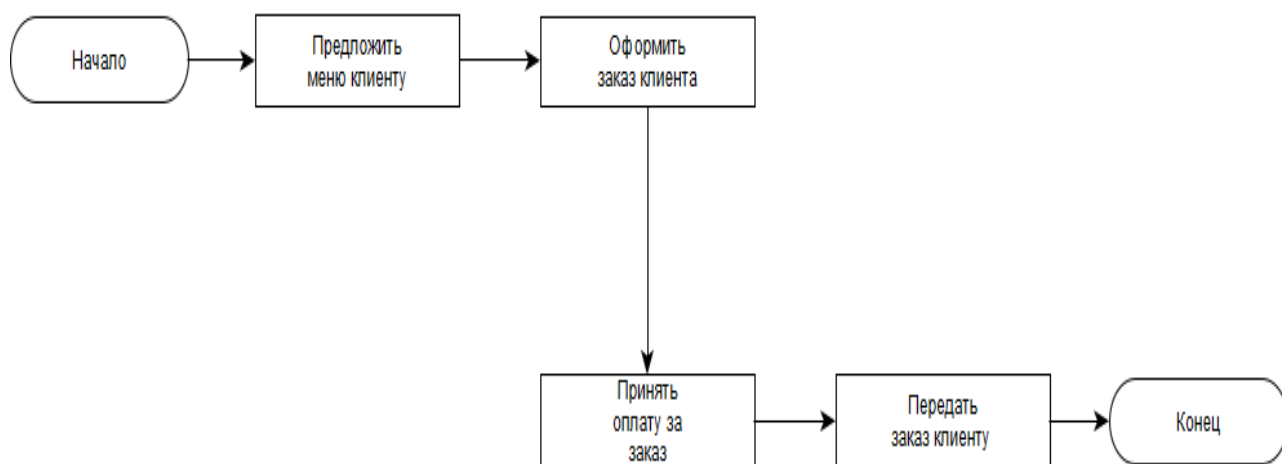 Начало
Предложить
меню клиенту
Оформить
заказ клиента
Принять
оплату за
заказ
Передать
заказ клиенту
Конец